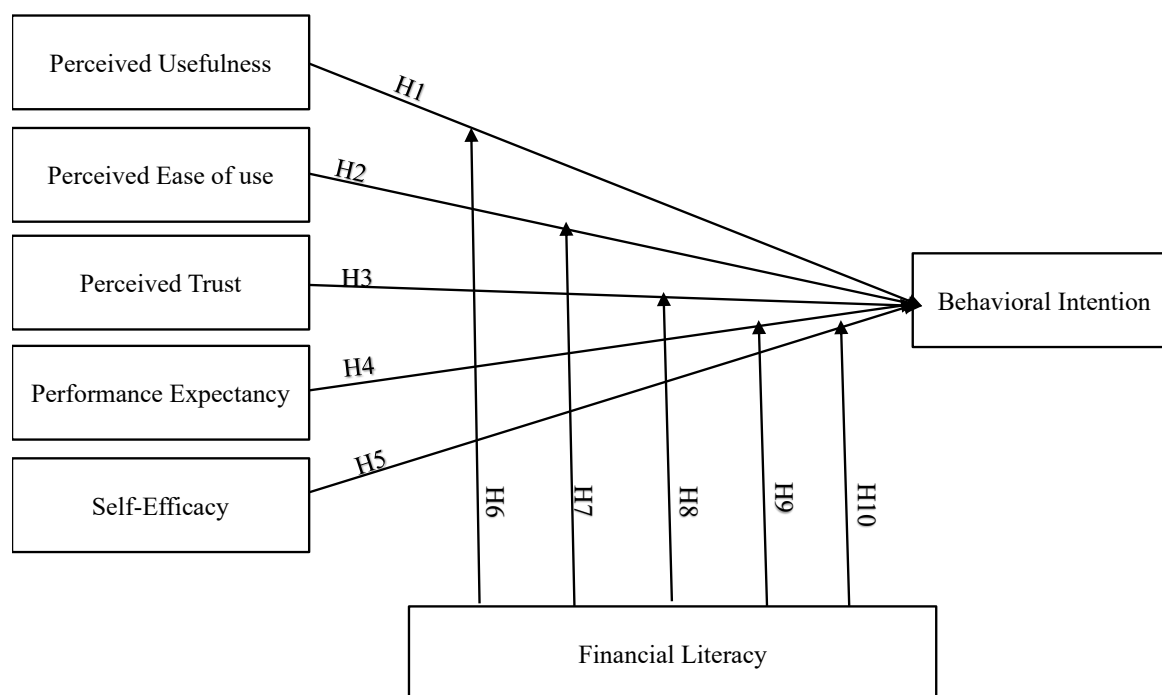 Perceived Usefulness
H1
Perceived Ease of use
H2
Perceived Trust
H3
Behavioral Intention
Performance Expectancy
H4
Self-Efficacy
H5
H6
H7
H8
H9
H10
Financial Literacy